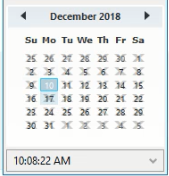 December 2018
Su Mo Tu We Th Fr Sa
25 26 27 28 29 30 1
2 3 4 5 6 7 8
9 10 11 12 13 14 15
16 17 18 19 20 21 22
23 24 25 26 27 28 29
30 31 1 2 3 4 5
10:08:22 AM